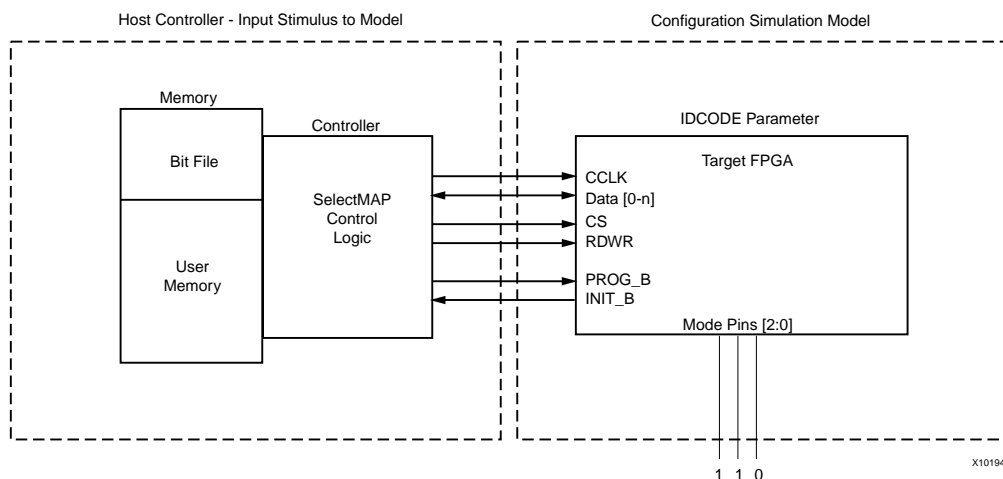 Host Controller - Input Stimulus to Model
Configuration Simulation Model
Memory
Bit File
User
Memory
Controller
SelectMAP
Control
Logic
IDCODE Parameter
Target FPGA
CCLK
Data [0-n]
CS
RDWR
PROG_B
INIT_B
Mode Pins [2:0]
1 1 0
X10194